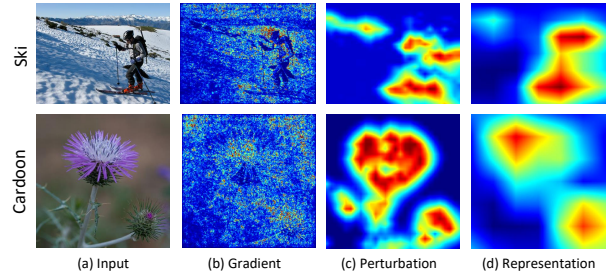 Ski
Cardoon
(a) Input (b) Gradient (c) Perturbation (d) Representation